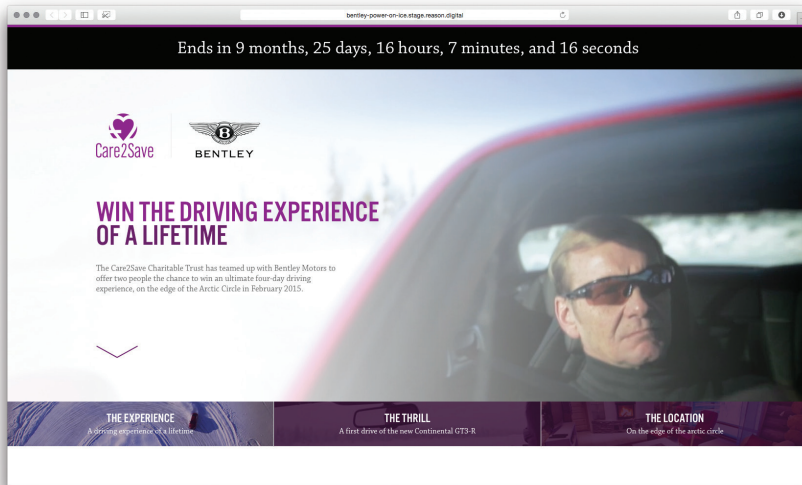 bentley-power-on-ice.stage.reason.digital
Ends in 9 months, 25 days, 16 hours, 7 minutes, and 16 seconds
Care2Save
B
BENTLEY
WIN THE DRIVING EXPERIENCE
OF A LIFETIME
The Care2Save Charitable Trust has teamed up with Bentley Motors to
offer two people the chance to win an ultimate four-day driving
experience, on the edge of the Arctic Circle in February 2015.
THE EXPERIENCE
A driving experience of a lifetime
THE THRILL
A first drive of the new Continental GT3-R
THE LOCATION
On the edge of the arctic circle